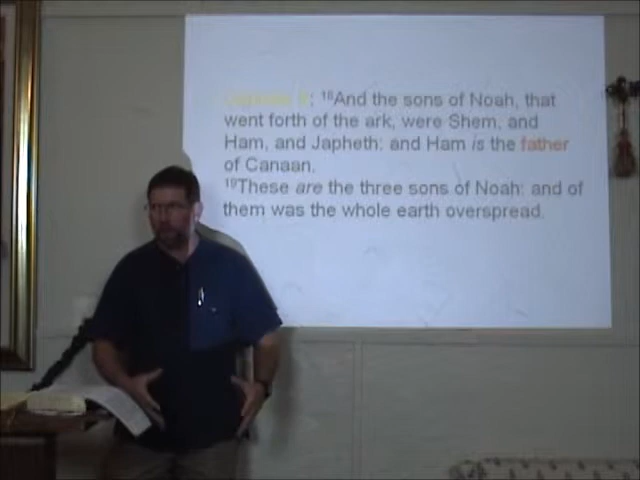 ¹⁸And the sons of Noah, that
went forth of the ark, were Shem, and
Ham, and Japheth: and Ham is the father
of Canaan.
¹⁹These are the three sons of Noah: and of
them was the whole earth overspread.